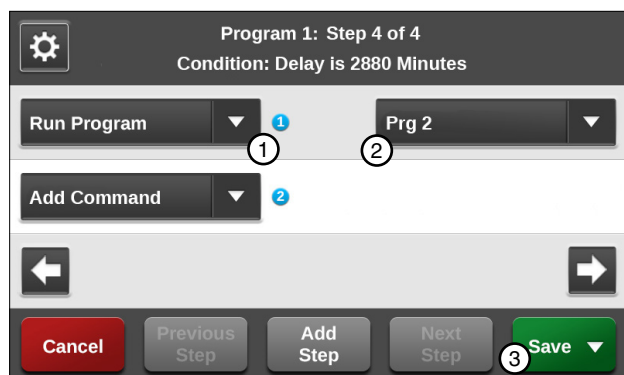 Program 1: Step 4 of 4
Condition: Delay is 2880 Minutes
Run Program
1
Prg 2
1
2
Add Command
2
Cancel
Previous
Step
Add
Step
Next
Step
3
Save